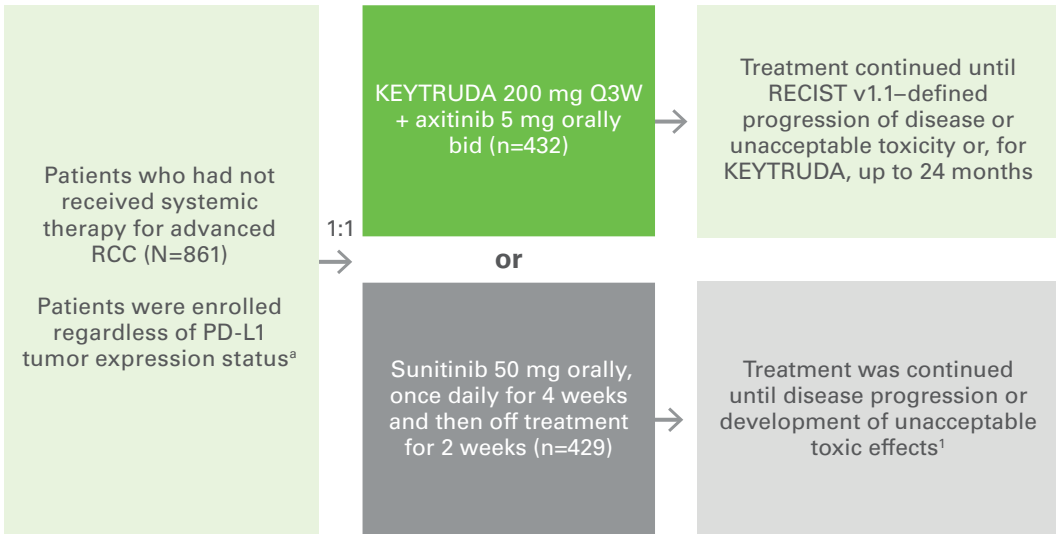 Patients who had not
received systemic
therapy for advanced
RCC (N=861)
Patients were enrolled
regardless of PD-L1
tumor expression statusᵃ
1:1
KEYTRUDA 200 mg Q3W
+ axitinib 5 mg orally
bid (n=432)
Treatment continued until
RECIST v1.1–defined
progression of disease or
unacceptable toxicity or, for
KEYTRUDA, up to 24 months
or
Sunitinib 50 mg orally,
once daily for 4 weeks
and then off treatment
for 2 weeks (n=429)
Treatment was continued
until disease progression or
development of unacceptable
toxic effects¹